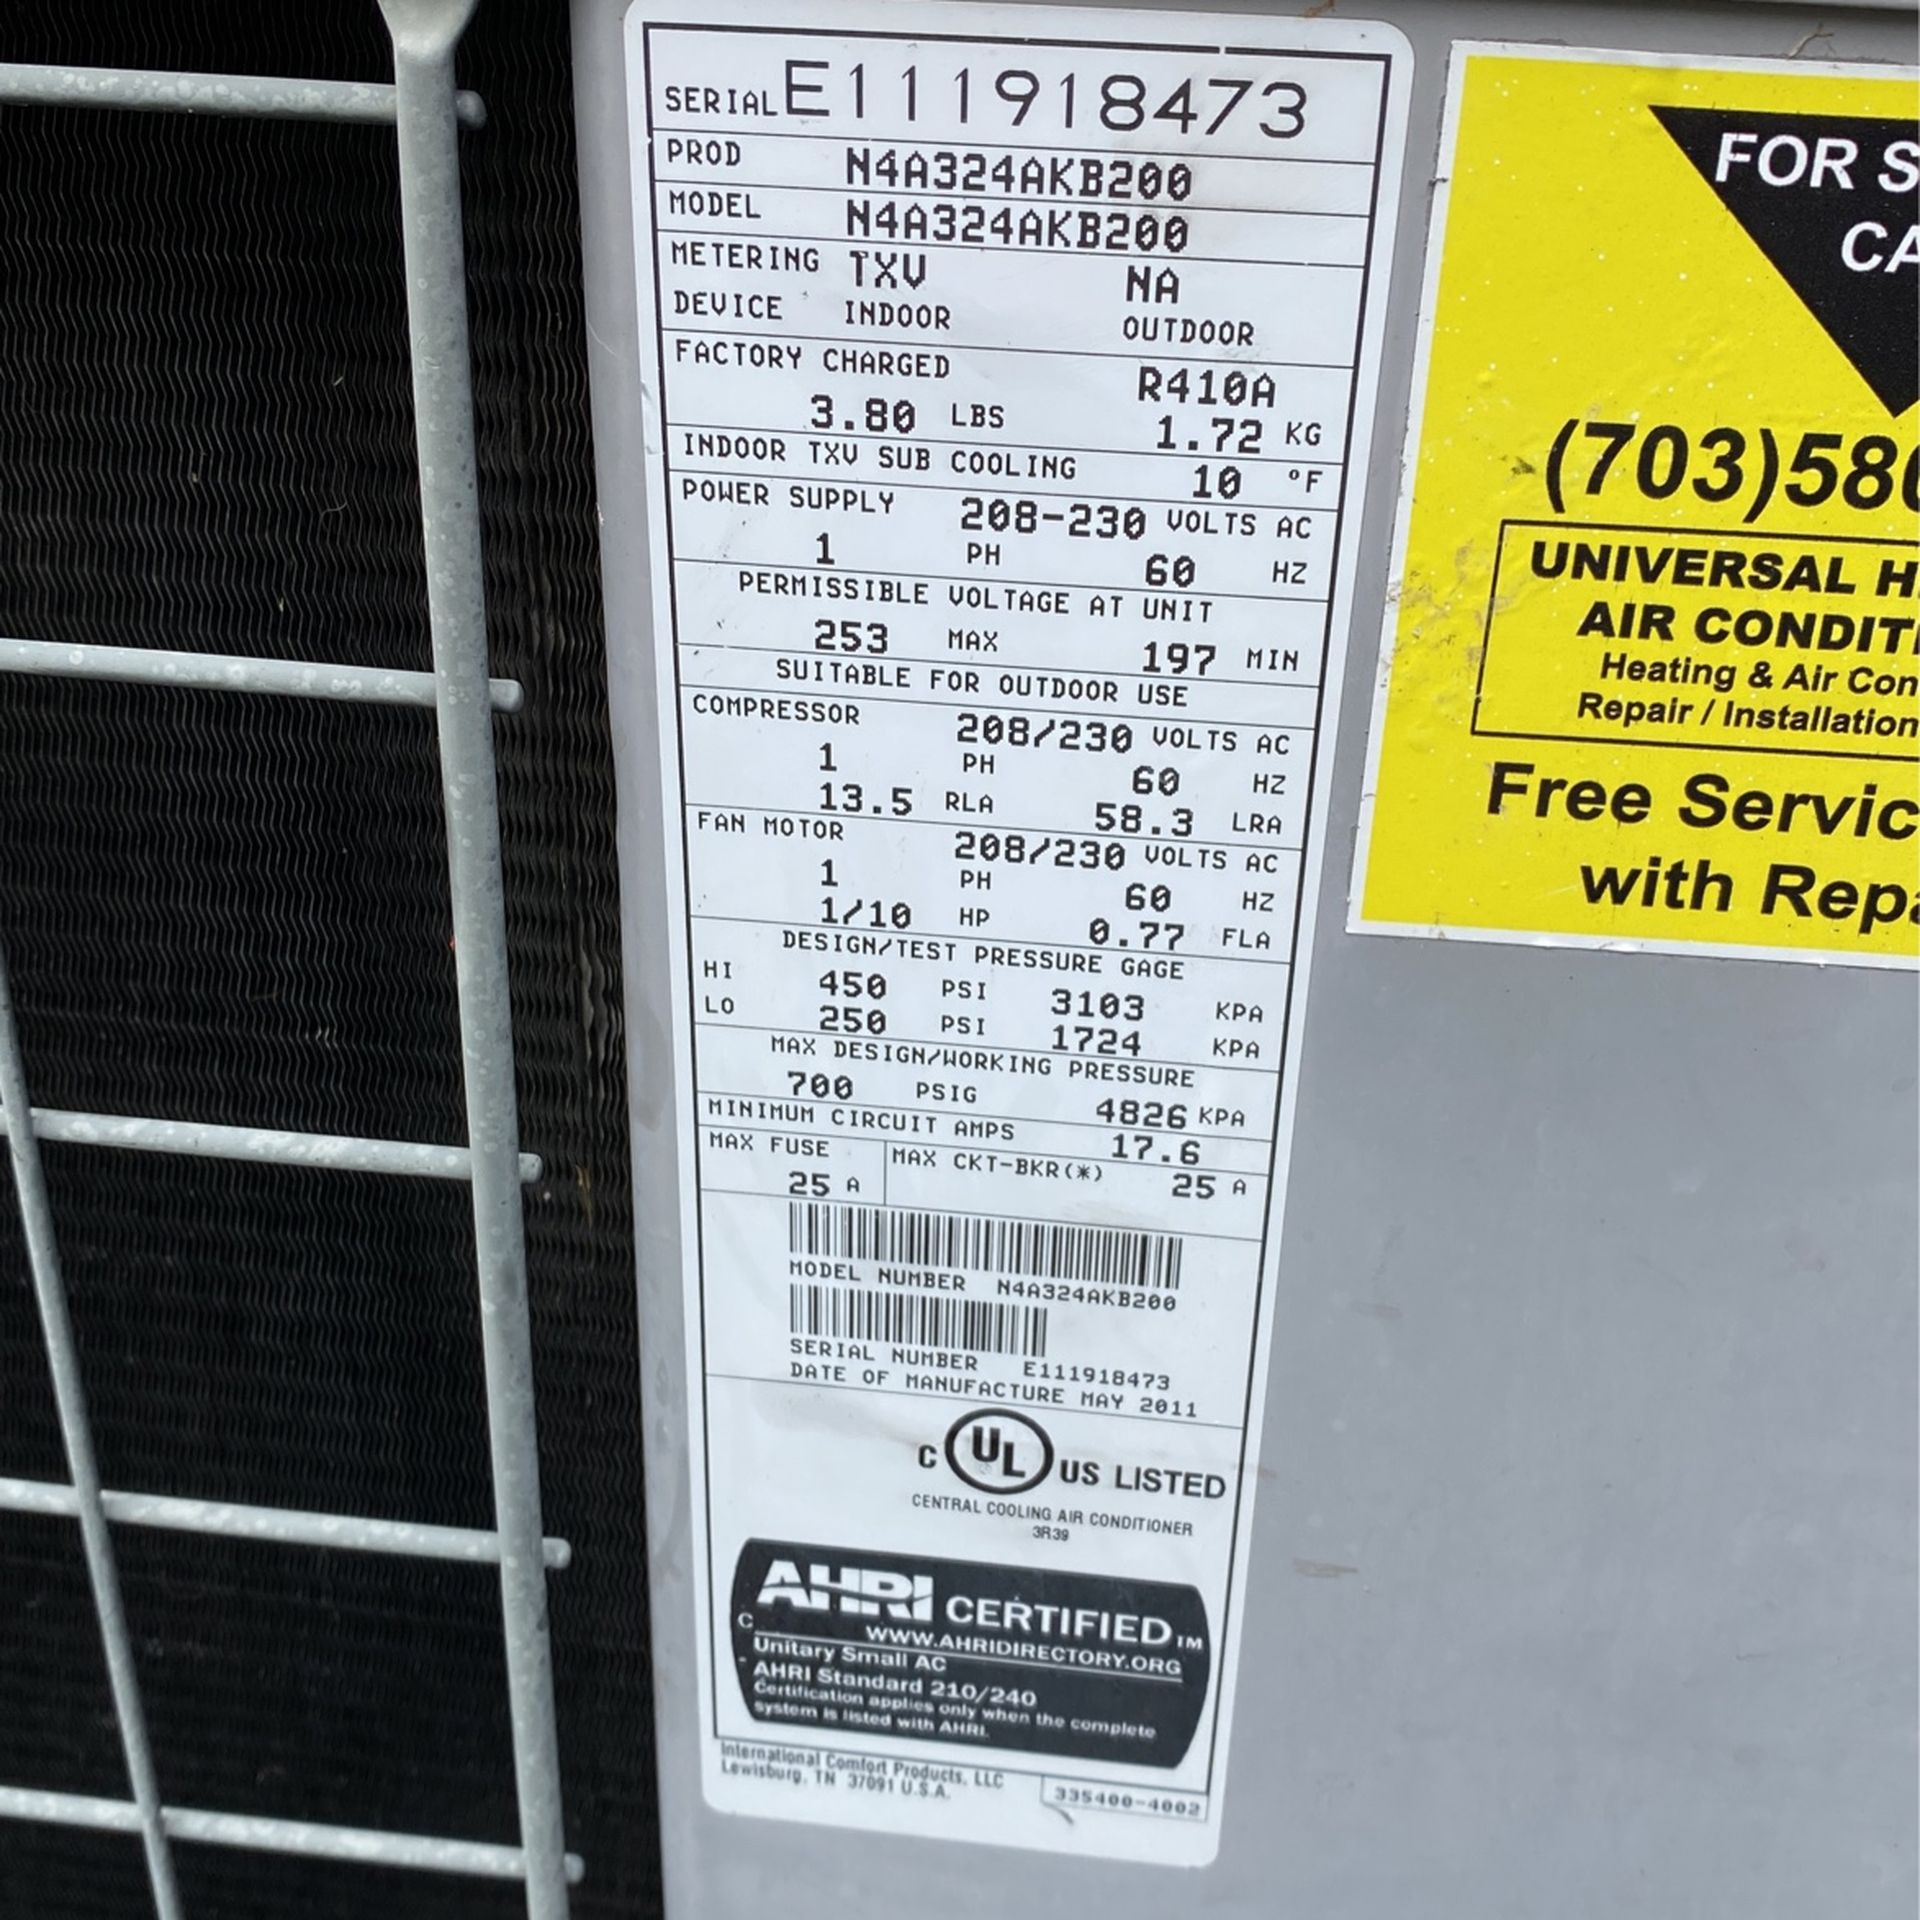 SERIAL E111918473
PROD N4A324AKB200
MODEL N4A324AKB200
METERING TXV NA
DEVICE INDOOR OUTDOOR
FACTORY CHARGED R410A
3.80 LBS 1.72 KG
INDOOR TXV SUB COOLING 10 °F
POWER SUPPLY 208-230 VOLTS AC
1 PH 60 HZ
PERMISSIBLE VOLTAGE AT UNIT
253 MAX 197 MIN
SUITABLE FOR OUTDOOR USE
COMPRESSOR 208/230 VOLTS AC
1 PH 60 HZ
13.5 RLA 58.3 LRA
FAN MOTOR 208/230 VOLTS AC
1 PH 60 HZ
1/10 HP 0.77 FLA
DESIGN/TEST PRESSURE GAGE
HI 450 PSI 3103 KPA
LO 250 PSI 1724 KPA
MAX DESIGN/WORKING PRESSURE
700 PSIG 4826 KPA
MINIMUM CIRCUIT AMPS 17.6
MAX FUSE MAX CKT-BKR(*)
25 A 25 A
MODEL NUMBER N4A324AKB200
SERIAL NUMBER E111918473
DATE OF MANUFACTURE MAY 2011
C UL US LISTED
CENTRAL COOLING AIR CONDITIONER
3R39
AHRI CERTIFIED TM
C
WWW.AHRIDIRECTORY.ORG
Unitary Small AC
AHRI Standard 210/240
Certification applies only when the complete
system is listed with AHRI.
International Comfort Products, LLC
Lewisburg, TN 37091 U.S.A.
335400-4002
FOR S
CA
(703)580
UNIVERSAL H
AIR CONDITI
Heating & Air Con
Repair / Installation
Free Servic
with Repa